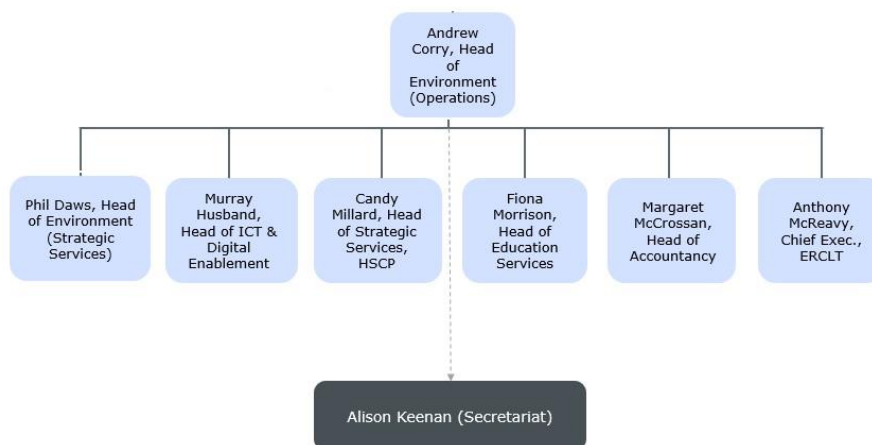 Andrew
Corry, Head
of
Environment
(Operations)
Phil Daws, Head
of Environment
(Strategic
Services)
Murray
Husband,
Head of ICT &
Digital
Enablement
Candy
Millard, Head
of Strategic
Services,
HSCP
Fiona
Morrison,
Head of
Education
Services
Margaret
McCrossan,
Head of
Accountancy
Anthony
McReavy,
Chief Exec.,
ERCLT
Alison Keenan (Secretariat)